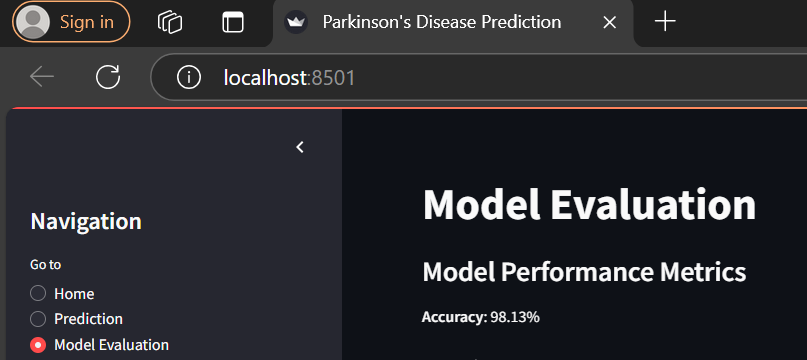 Sign in
Parkinson's Disease Prediction
localhost:8501
Navigation
Go to
Home
Prediction
Model Evaluation
Model Evaluation
Model Performance Metrics
Accuracy: 98.13%